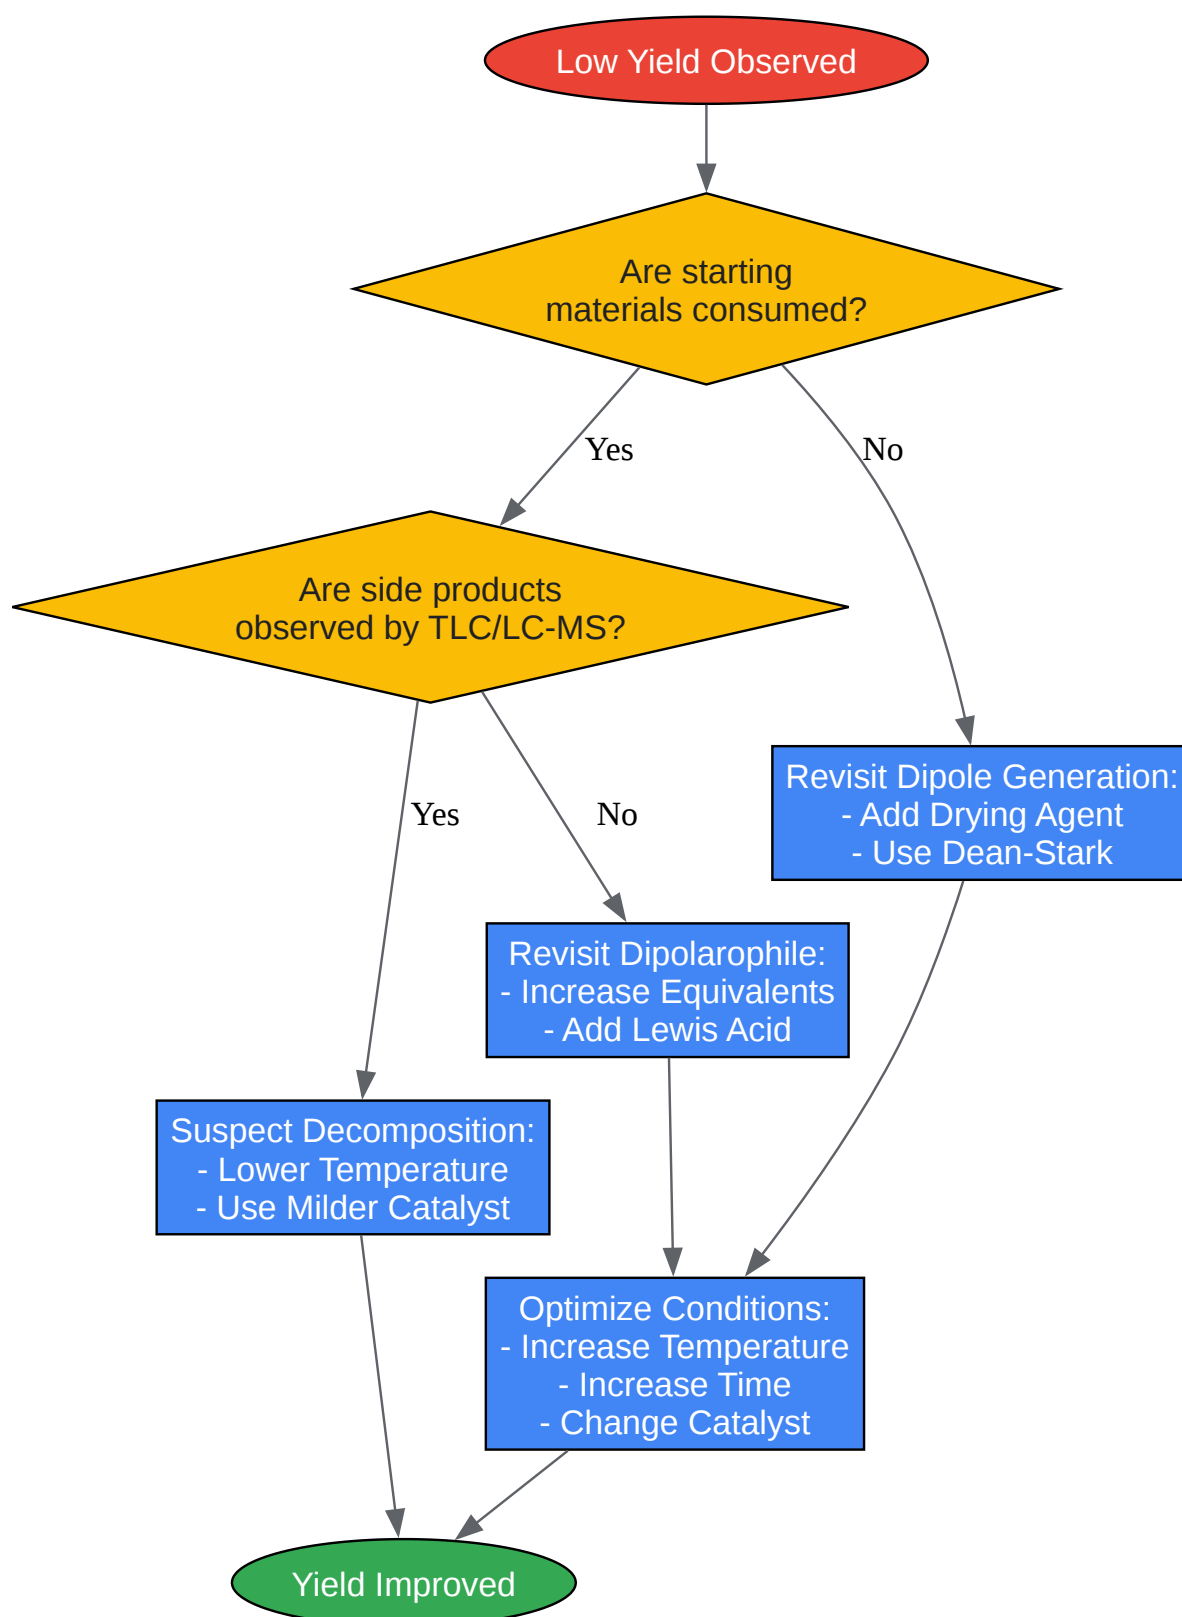 Low Yield Observed
Are starting
materials consumed?
Yes
No
Are side products
observed by TLC/LC-MS?
Yes
No
Revisit Dipole Generation:
- Add Drying Agent
- Use Dean-Stark
Revisit Dipolarophile:
- Increase Equivalents
- Add Lewis Acid
Suspect Decomposition:
- Lower Temperature
- Use Milder Catalyst
Optimize Conditions:
- Increase Temperature
- Increase Time
- Change Catalyst
Yield Improved